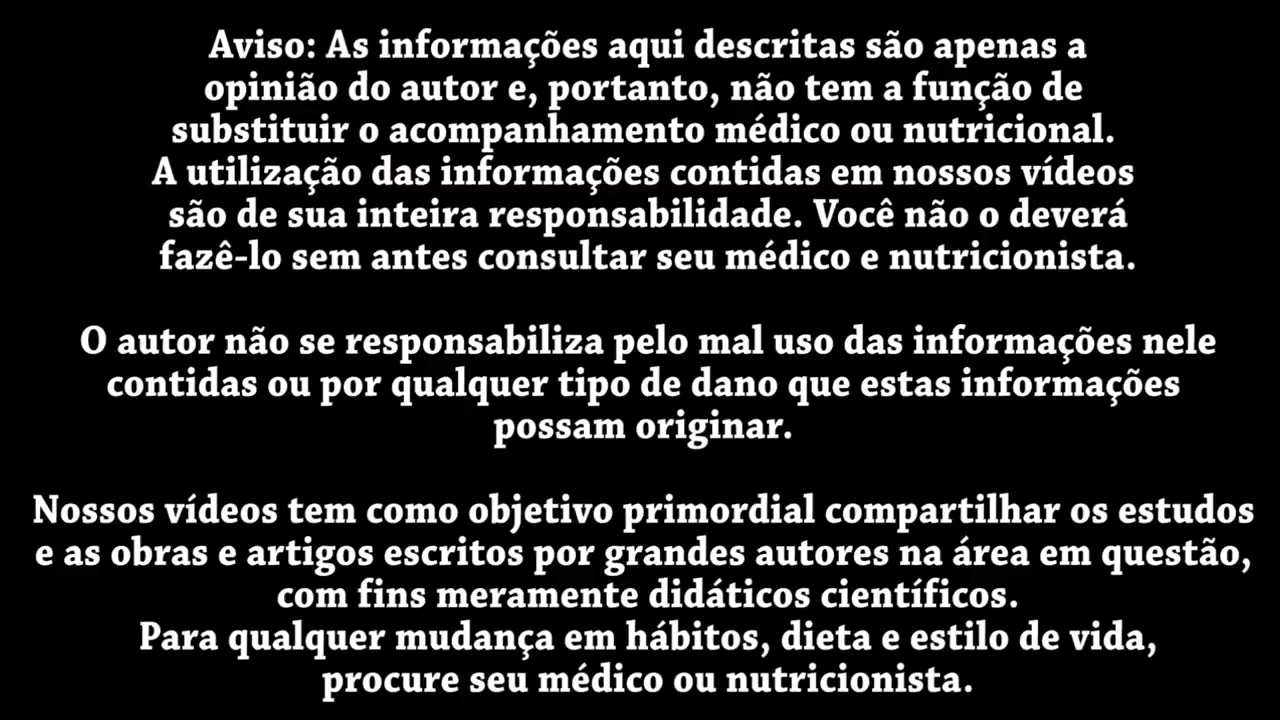 Aviso: As informações aqui descritas são apenas a
opinião do autor e, portanto, não tem a função de
substituir o acompanhamento médico ou nutricional.
A utilização das informações contidas em nossos vídeos
são de sua inteira responsabilidade. Você não o deverá
fazê-lo sem antes consultar seu médico e nutricionista.
O autor não se responsabiliza pelo mal uso das informações nele
contidas ou por qualquer tipo de dano que estas informações
possam originar.
Nossos vídeos tem como objetivo primordial compartilhar os estudos
e as obras e artigos escritos por grandes autores na área em questão,
com fins meramente didáticos científicos.
Para qualquer mudança em hábitos, dieta e estilo de vida,
procure seu médico ou nutricionista.